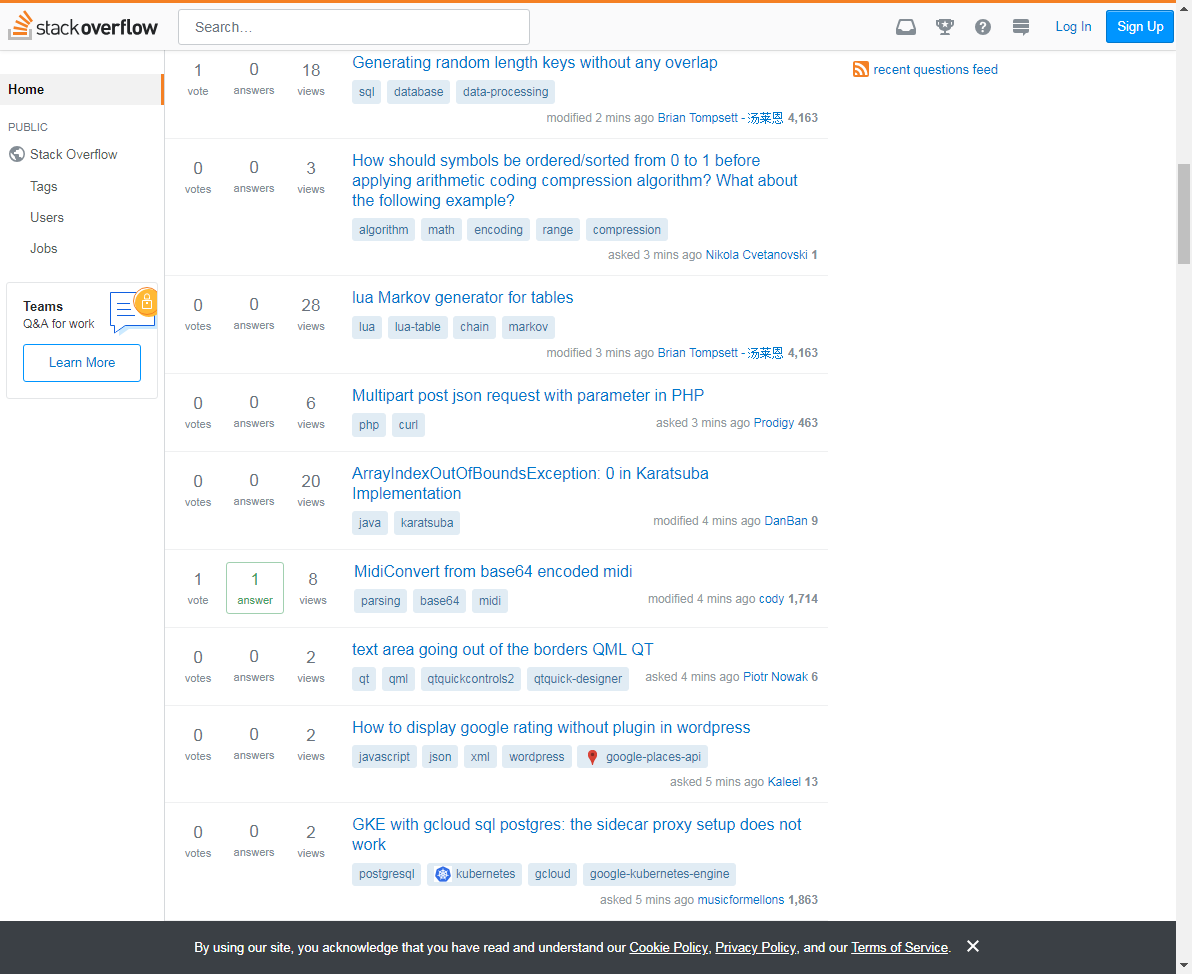 stackoverflow
Search…
Log In
Sign Up
Home
PUBLIC
Stack Overflow
Tags
Users
Jobs
Teams
Q&A for work
Learn More
1 vote
0 answers
18 views
Generating random length keys without any overlap
sql database data-processing
modified 2 mins ago Brian Tompsett - 汤莱恩 4,163
0 votes
0 answers
3 views
How should symbols be ordered/sorted from 0 to 1 before
applying arithmetic coding compression algorithm? What about
the following example?
algorithm math encoding range compression
asked 3 mins ago Nikola Cvetanovski 1
0 votes
0 answers
28 views
lua Markov generator for tables
lua lua-table chain markov
modified 3 mins ago Brian Tompsett - 汤莱恩 4,163
0 votes
0 answers
6 views
Multipart post json request with parameter in PHP
php curl
asked 3 mins ago Prodigy 463
0 votes
0 answers
20 views
ArrayIndexOutOfBoundsException: 0 in Karatsuba
Implementation
java karatsuba
modified 4 mins ago DanBan 9
1 vote
1 answer
8 views
MidiConvert from base64 encoded midi
parsing base64 midi
modified 4 mins ago cody 1,714
0 votes
0 answers
2 views
text area going out of the borders QML QT
qt qml qtquickcontrols2 qtquick-designer
asked 4 mins ago Piotr Nowak 6
0 votes
0 answers
2 views
How to display google rating without plugin in wordpress
javascript json xml wordpress google-places-api
asked 5 mins ago Kaleel 13
0 votes
0 answers
2 views
GKE with gcloud sql postgres: the sidecar proxy setup does not
work
postgresql kubernetes gcloud google-kubernetes-engine
asked 5 mins ago musicformellons 1,863
recent questions feed
By using our site, you acknowledge that you have read and understand our Cookie Policy, Privacy Policy, and our Terms of Service.